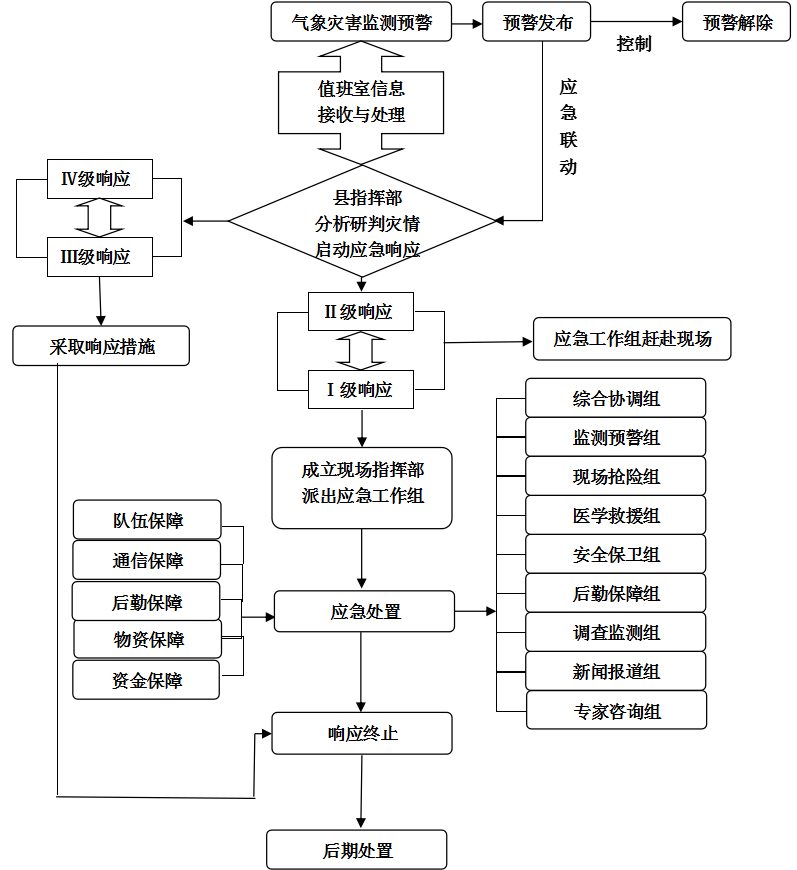 气象灾害监测预警
预警发布
预警解除
控制
值班室信息
接收与处理
应急联动
Ⅳ级响应
县指挥部
分析研判灾情
启动应急响应
Ⅲ级响应
Ⅱ级响应
采取响应措施
应急工作组赶赴现场
Ⅰ级响应
综合协调组
监测预警组
成立现场指挥部
派出应急工作组
现场抢险组
医学救援组
队伍保障
安全保卫组
通信保障
后勤保障组
后勤保障
应急处置
物资保障
调查监测组
资金保障
新闻报道组
专家咨询组
响应终止
后期处置